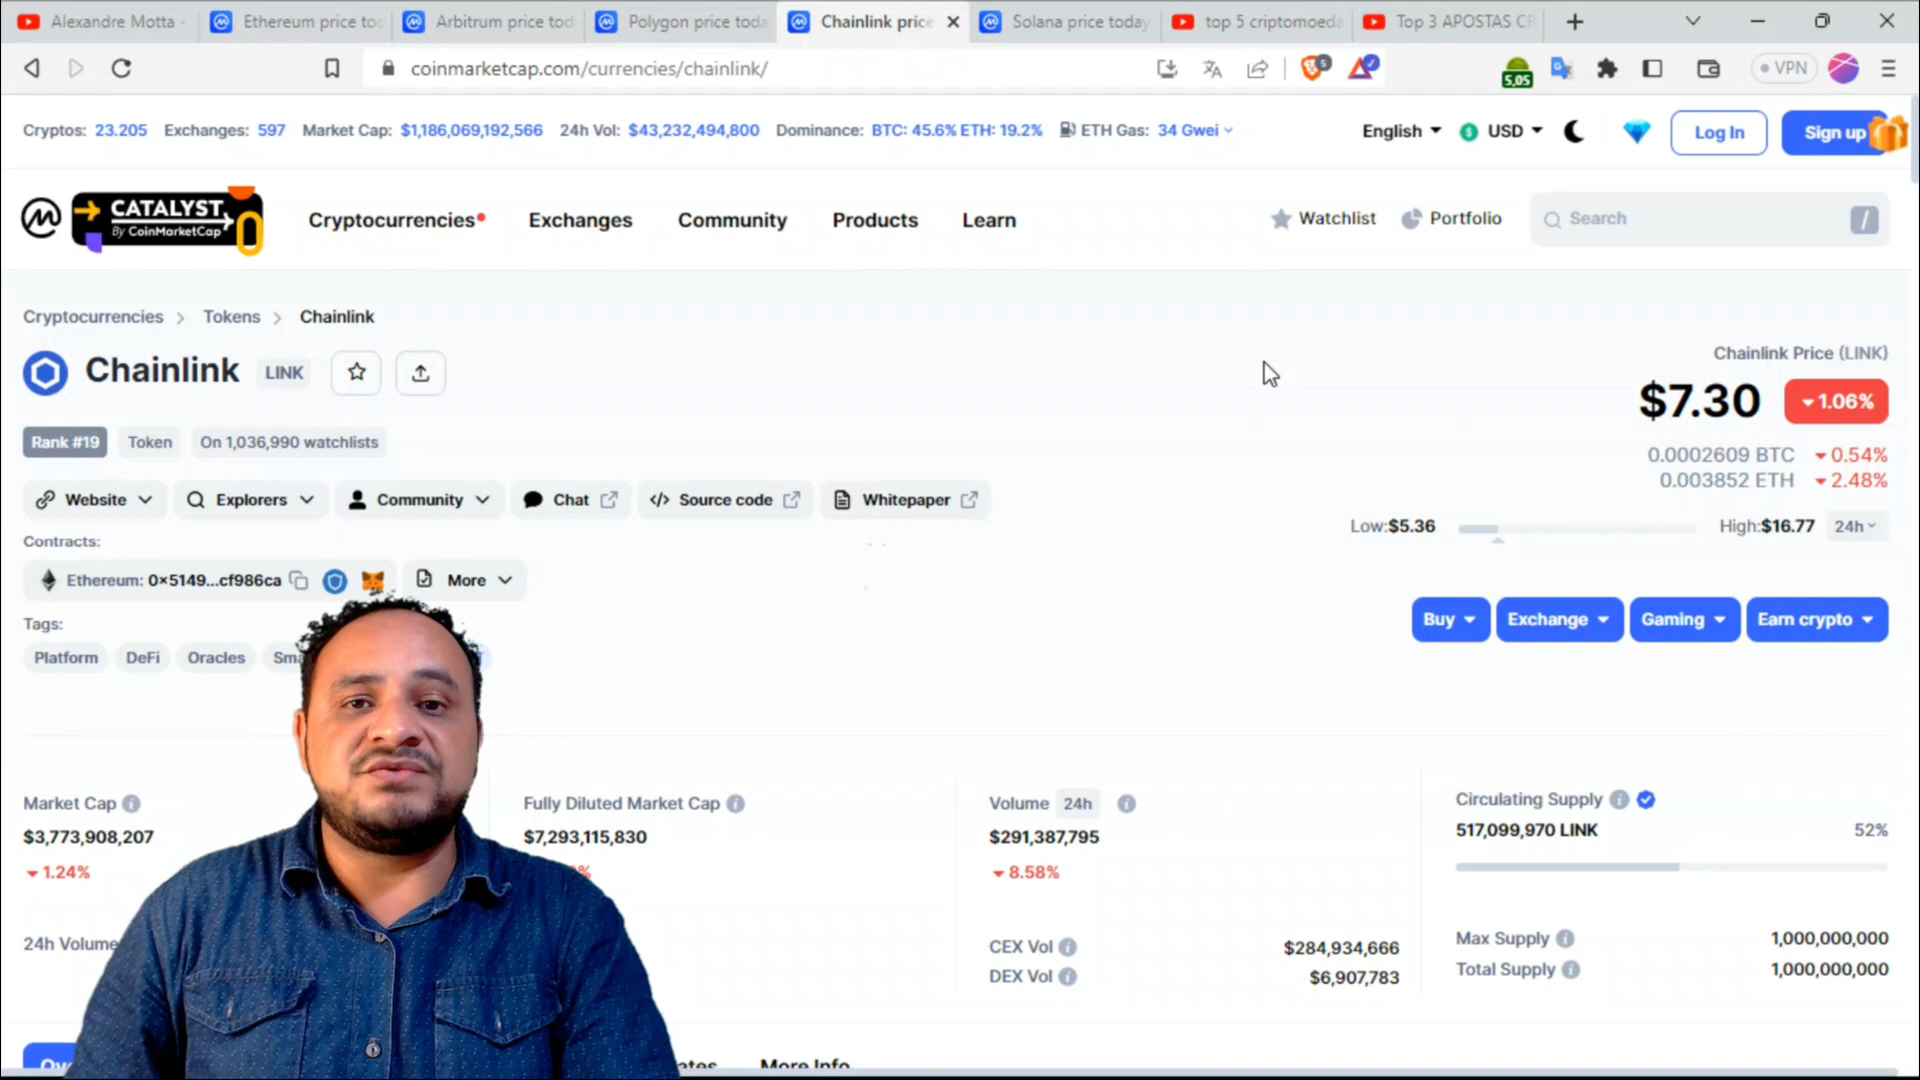 Alexandre Motta -
Ethereum price to
Arbitrum price tod
Polygon price toda
Chainlink price
Solana price today
top 5 criptomoeda
Top 3 APOSTAS CR
coinmarketcap.com/currencies/chainlink/
5
5,05
VPN
Cryptos: 23.205 Exchanges: 597 Market Cap: $1,186,069,192,566 24h Vol: $43,232,494,800 Dominance: BTC: 45.6% ETH: 19.2% ETH Gas: 34 Gwei
English USD Log In Sign up
CATALYST
By CoinMarketCap
Cryptocurrencies Exchanges Community Products Learn
Watchlist Portfolio Search /
Cryptocurrencies > Tokens > Chainlink
Chainlink LINK
Rank #19 Token On 1,036,990 watchlists
Website Explorers Community Chat Source code Whitepaper
Contracts:
Ethereum: 0x5149...cf986ca More
Tags:
Platform DeFi Oracles Sma
Chainlink Price (LINK)
$7.30 1.06%
0.0002609 BTC 0.54%
0.003852 ETH 2.48%
Low:$5.36 High:$16.77 24h
Buy Exchange Gaming Earn crypto
Market Cap
$3,773,908,207
1.24%
24h Volume
Fully Diluted Market Cap
$7,293,115,830
%
Volume 24h
$291,387,795
8.58%
CEX Vol $284,934,666
DEX Vol $6,907,783
Circulating Supply
517,099,970 LINK 52%
Max Supply 1,000,000,000
Total Supply 1,000,000,000
More Info